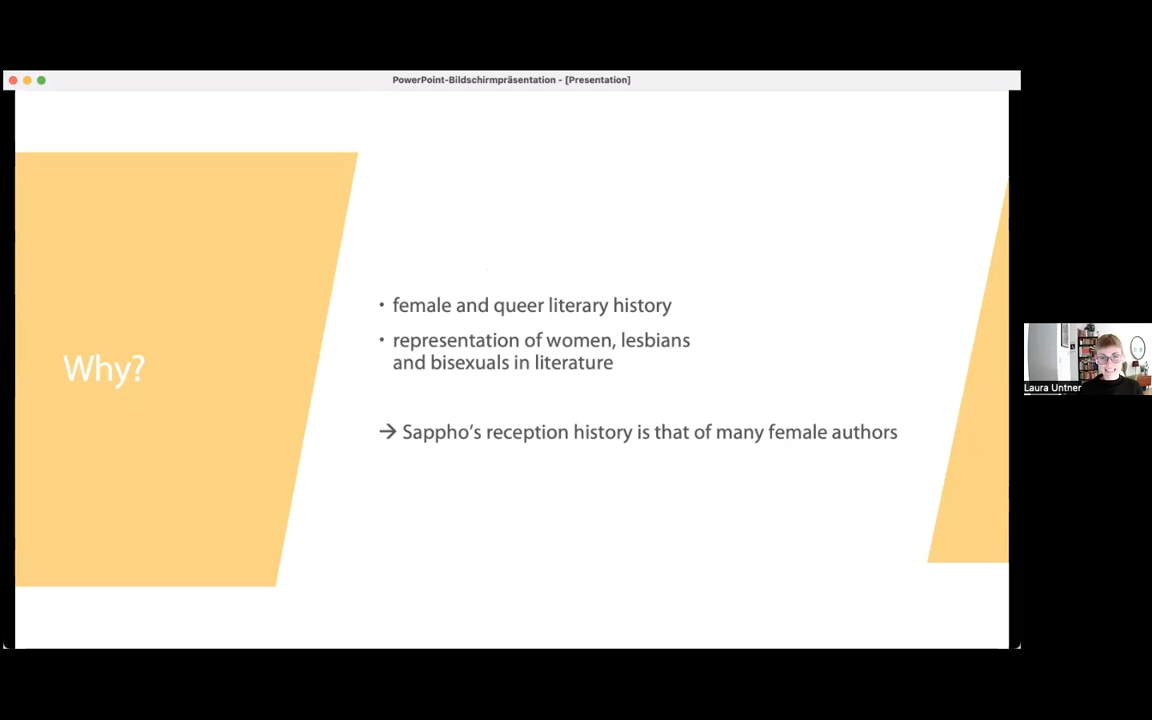 PowerPoint-Bildschirmpräsentation - [Presentation]
Why?
• female and queer literary history
• representation of women, lesbians
and bisexuals in literature
→ Sappho's reception history is that of many female authors
Laura Untner